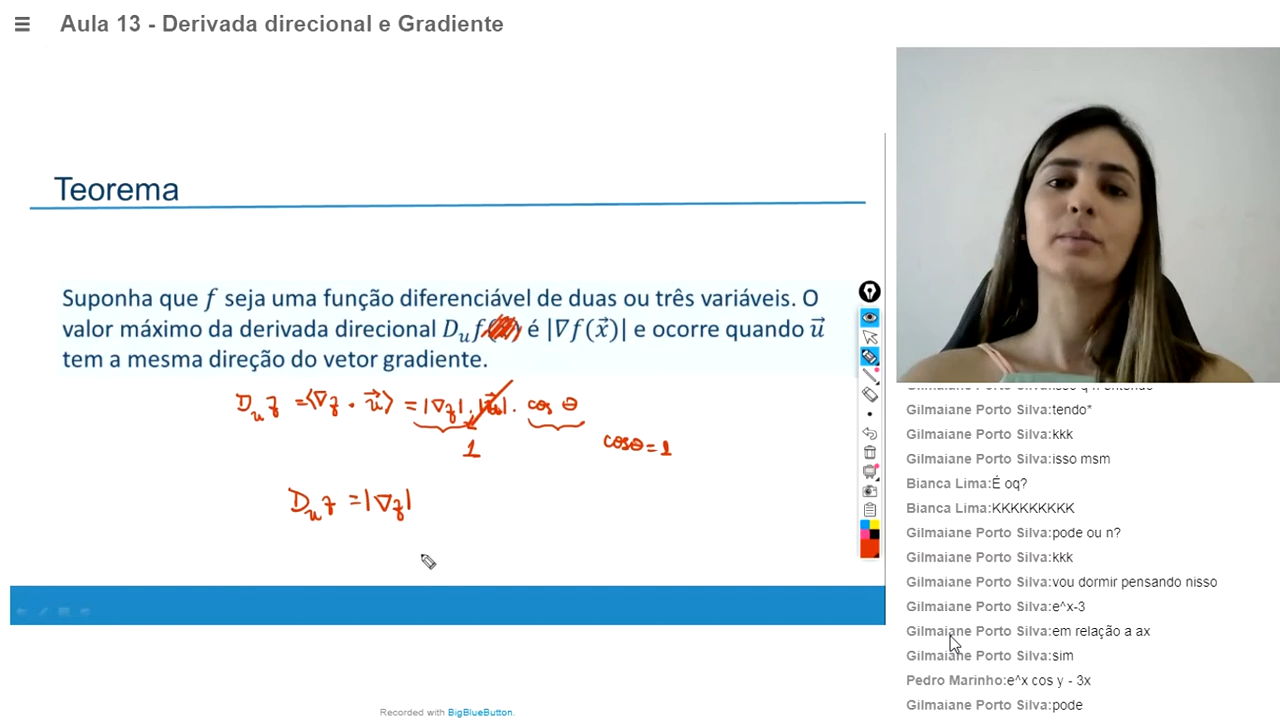 Aula 13 - Derivada direcional e Gradiente
Teorema
Suponha que f seja uma função diferenciável de duas ou três variáveis. O
valor máximo da derivada direcional D_u f é |∇f(x⃗)| e ocorre quando u⃗
tem a mesma direção do vetor gradiente.
D_u f = ⟨∇f · u⃗⟩ = |∇f| · |u⃗| · cos θ
1
cos θ = 1
D_u f = |∇f|
Gilmaiane Porto Silva:tendo*
Gilmaiane Porto Silva:kkk
Gilmaiane Porto Silva:isso msm
Bianca Lima:É oq?
Bianca Lima:KKKKKKKKK
Gilmaiane Porto Silva:pode ou n?
Gilmaiane Porto Silva:kkk
Gilmaiane Porto Silva:vou dormir pensando nisso
Gilmaiane Porto Silva:e^x-3
Gilmaiane Porto Silva:em relação a ax
Gilmaiane Porto Silva:sim
Pedro Marinho:e^x cos y - 3x
Gilmaiane Porto Silva:pode
Recorded with BigBlueButton.